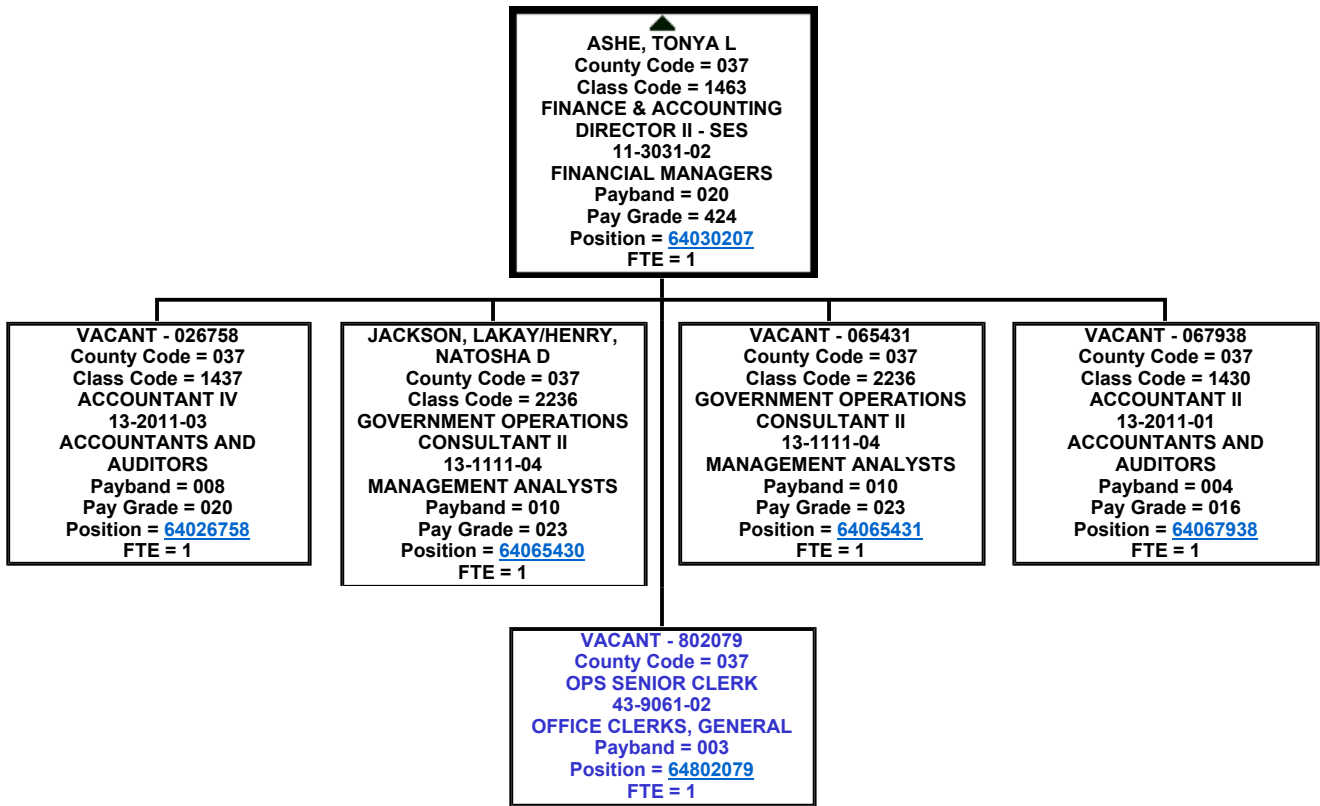 ASHE, TONYA L
County Code = 037
Class Code = 1463
FINANCE & ACCOUNTING
DIRECTOR II - SES
11-3031-02
FINANCIAL MANAGERS
Payband = 020
Pay Grade = 424
Position = 64030207
FTE = 1
VACANT - 026758
County Code = 037
Class Code = 1437
ACCOUNTANT IV
13-2011-03
ACCOUNTANTS AND
AUDITORS
Payband = 008
Pay Grade = 020
Position = 64026758
FTE = 1
JACKSON, LAKAY/HENRY,
NATOSHA D
County Code = 037
Class Code = 2236
GOVERNMENT OPERATIONS
CONSULTANT II
13-1111-04
MANAGEMENT ANALYSTS
Payband = 010
Pay Grade = 023
Position = 64065430
FTE = 1
VACANT - 065431
County Code = 037
Class Code = 2236
GOVERNMENT OPERATIONS
CONSULTANT II
13-1111-04
MANAGEMENT ANALYSTS
Payband = 010
Pay Grade = 023
Position = 64065431
FTE = 1
VACANT - 067938
County Code = 037
Class Code = 1430
ACCOUNTANT II
13-2011-01
ACCOUNTANTS AND
AUDITORS
Payband = 004
Pay Grade = 016
Position = 64067938
FTE = 1
VACANT - 802079
County Code = 037
OPS SENIOR CLERK
43-9061-02
OFFICE CLERKS, GENERAL
Payband = 003
Position = 64802079
FTE = 1